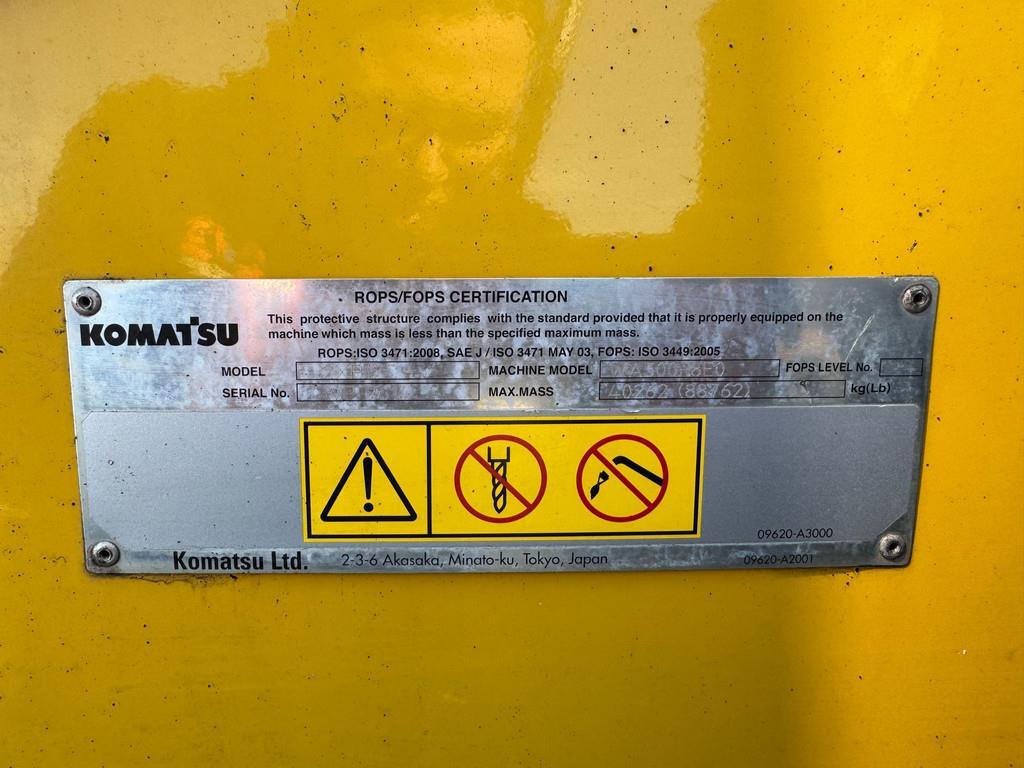 ROPS/FOPS CERTIFICATION
KOMATSU
This protective structure complies with the standard provided that it is properly equipped on the
machine which mass is less than the specified maximum mass.
ROPS:ISO 3471:2008, SAE J / ISO 3471 MAY 03, FOPS: ISO 3449:2005
MODEL MACHINE MODEL FOPS LEVEL No.
SERIAL No. MAX.MASS 40262 (88762) kg(Lb)
09620-A3000
Komatsu Ltd. 2-3-6 Akasaka, Minato-ku, Tokyo, Japan 09620-A2001